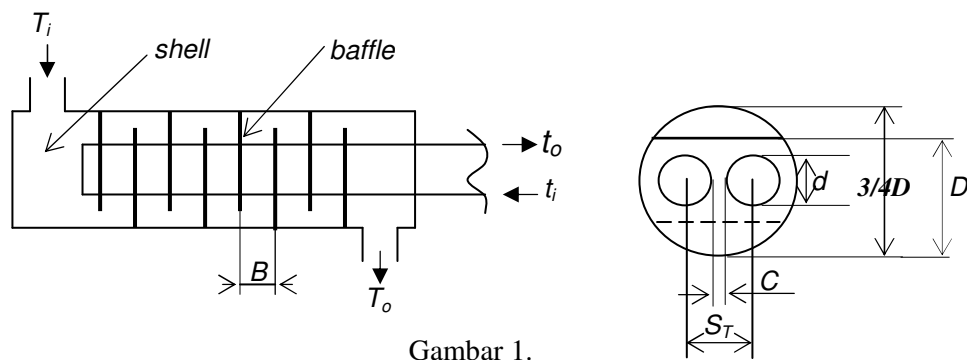 T_i
shell
baffle
t_o
t_i
B
T_o
d
3/4D
D
C
S_T
Gambar 1.